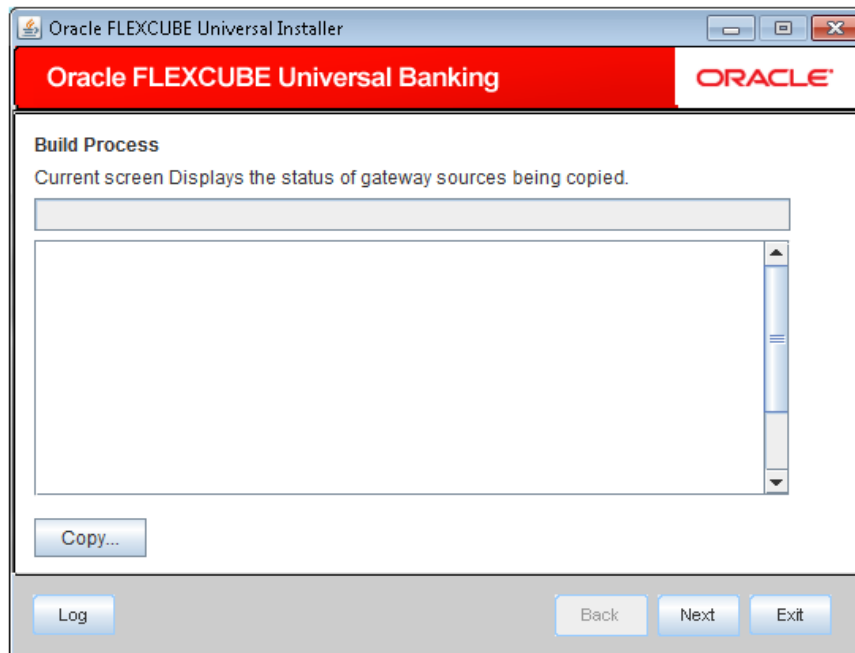 Oracle FLEXCUBE Universal Installer
Oracle FLEXCUBE Universal Banking
ORACLE
Build Process
Current screen Displays the status of gateway sources being copied.
Copy...
Log
Back
Next
Exit